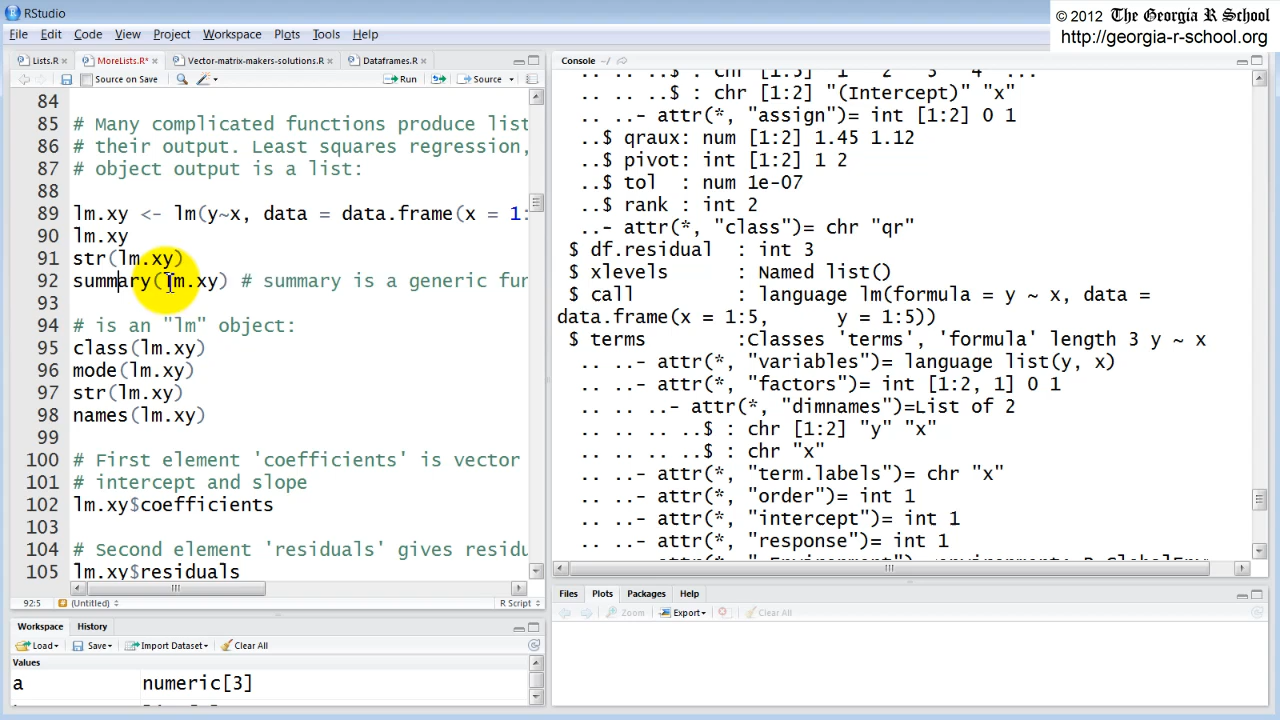 RStudio
© 2012 The Georgia R School
http://georgia-r-school.org
File Edit Code View Project Workspace Plots Tools Help
Lists.R × MoreLists.R* × Vector-matrix-makers-solutions.R × Dataframes.R ×
Source on Save Run Source
84
85 # Many complicated functions produce list
86 # their output. Least squares regression,
87 # object output is a list:
88
89 lm.xy <- lm(y~x, data = data.frame(x = 1:
90 lm.xy
91 str(lm.xy)
92 summary(lm.xy) # summary is a generic fun
93
94 # is an "lm" object:
95 class(lm.xy)
96 mode(lm.xy)
97 str(lm.xy)
98 names(lm.xy)
99
100 # First element 'coefficients' is vector
101 # intercept and slope
102 lm.xy$coefficients
103
104 # Second element 'residuals' gives residu
105 lm.xy$residuals
92:5 (Untitled) R Script
Workspace History
Load Save Import Dataset Clear All
Values
a numeric[3]
Console ~/
.. .. ..$ : chr [1:5] "1" "2" "3" "4" ...
.. .. ..$ : chr [1:2] "(Intercept)" "x"
.. ..- attr(*, "assign")= int [1:2] 0 1
..$ qraux: num [1:2] 1.45 1.12
..$ pivot: int [1:2] 1 2
..$ tol : num 1e-07
..$ rank : int 2
..- attr(*, "class")= chr "qr"
$ df.residual : int 3
$ xlevels : Named list()
$ call : language lm(formula = y ~ x, data =
data.frame(x = 1:5, y = 1:5))
$ terms :Classes 'terms', 'formula' length 3 y ~ x
.. ..- attr(*, "variables")= language list(y, x)
.. ..- attr(*, "factors")= int [1:2, 1] 0 1
.. .. ..- attr(*, "dimnames")=List of 2
.. .. .. ..$ : chr [1:2] "y" "x"
.. .. .. ..$ : chr "x"
.. ..- attr(*, "term.labels")= chr "x"
.. ..- attr(*, "order")= int 1
.. ..- attr(*, "intercept")= int 1
.. ..- attr(*, "response")= int 1
Files Plots Packages Help
Zoom Export Clear All